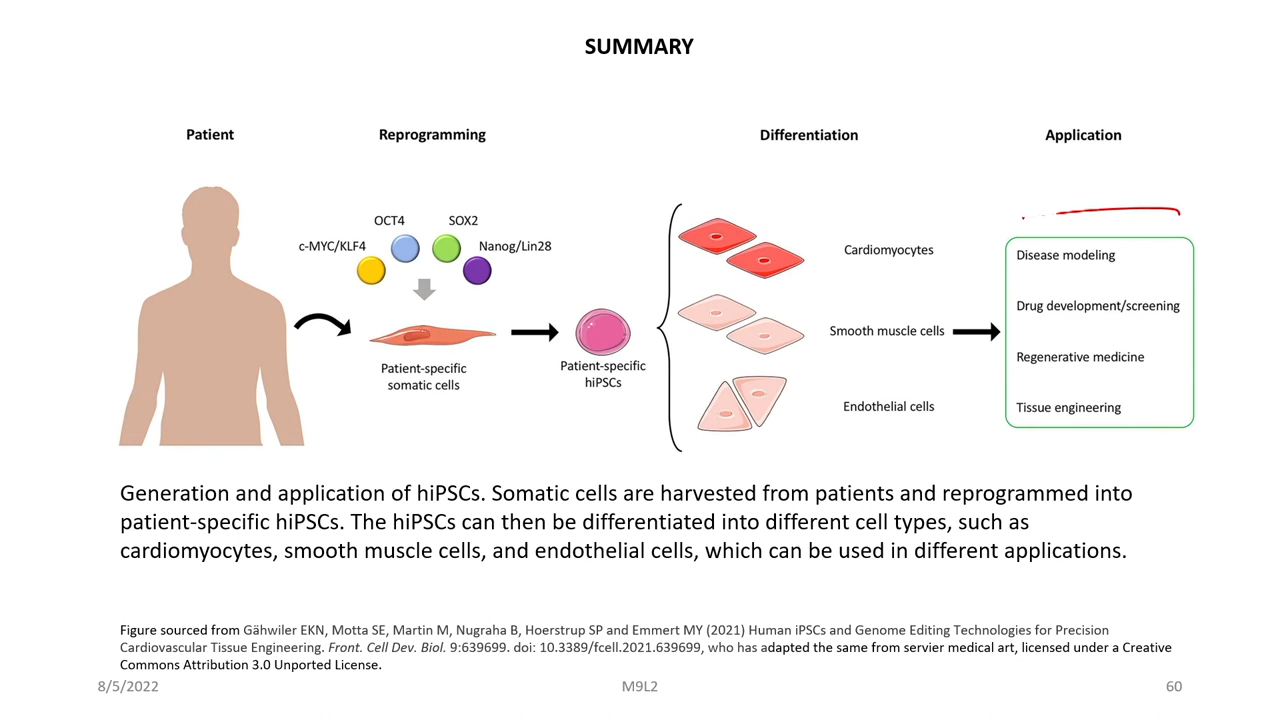 SUMMARY
Patient
Reprogramming
Differentiation
Application
OCT4
SOX2
c-MYC/KLF4
Nanog/Lin28
Patient-specific
somatic cells
Patient-specific
hiPSCs
Cardiomyocytes
Smooth muscle cells
Endothelial cells
Disease modeling
Drug development/screening
Regenerative medicine
Tissue engineering
Generation and application of hiPSCs. Somatic cells are harvested from patients and reprogrammed into
patient-specific hiPSCs. The hiPSCs can then be differentiated into different cell types, such as
cardiomyocytes, smooth muscle cells, and endothelial cells, which can be used in different applications.
Figure sourced from Gähwiler EKN, Motta SE, Martin M, Nugraha B, Hoerstrup SP and Emmert MY (2021) Human iPSCs and Genome Editing Technologies for Precision
Cardiovascular Tissue Engineering. Front. Cell Dev. Biol. 9:639699. doi: 10.3389/fcell.2021.639699, who has adapted the same from servier medical art, licensed under a Creative
Commons Attribution 3.0 Unported License.
8/5/2022
M9L2
60